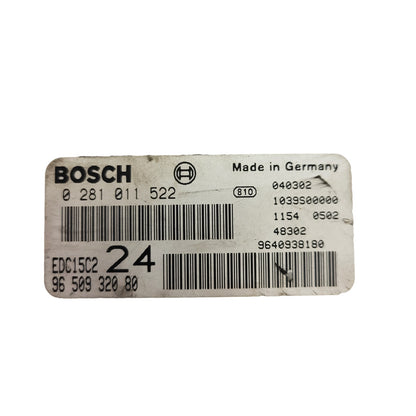 BOSCH
Made in Germany
0 281 011 522
810
040302
1039S00000
1154 0502
48302
9640938180
EDC15C2 24
96 509 320 80